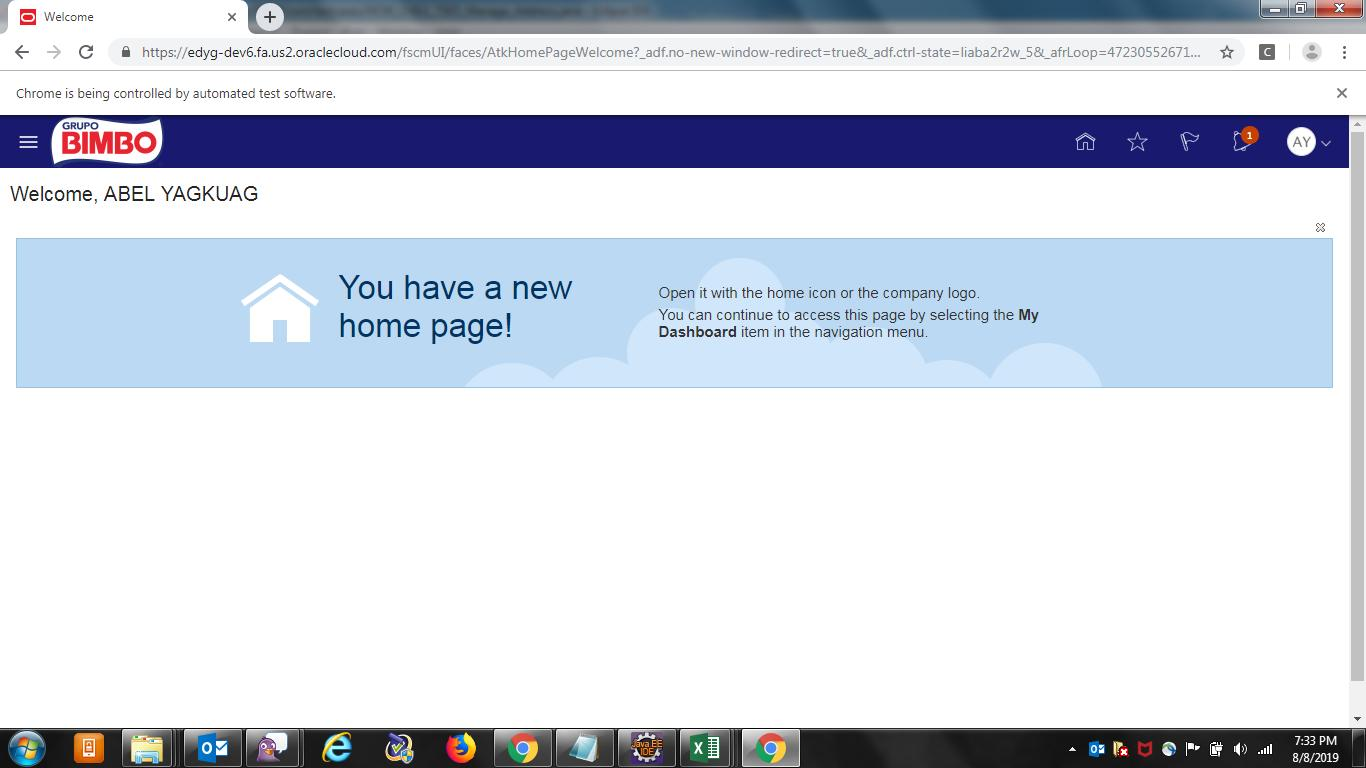 Welcome
https://edyg-dev6.fa.us2.oraclecloud.com/fscmUI/faces/AtkHomePageWelcome?_adf.no-new-window-redirect=true&_adf.ctrl-state=liaba2r2w_5&_afrLoop=47230552671...
C
Chrome is being controlled by automated test software.
GRUPO
BIMBO
1
AY
Welcome, ABEL YAGKUAG
You have a new
home page!
Open it with the home icon or the company logo.
You can continue to access this page by selecting the My
Dashboard item in the navigation menu.
Java EE
IDE
7:33 PM
8/8/2019